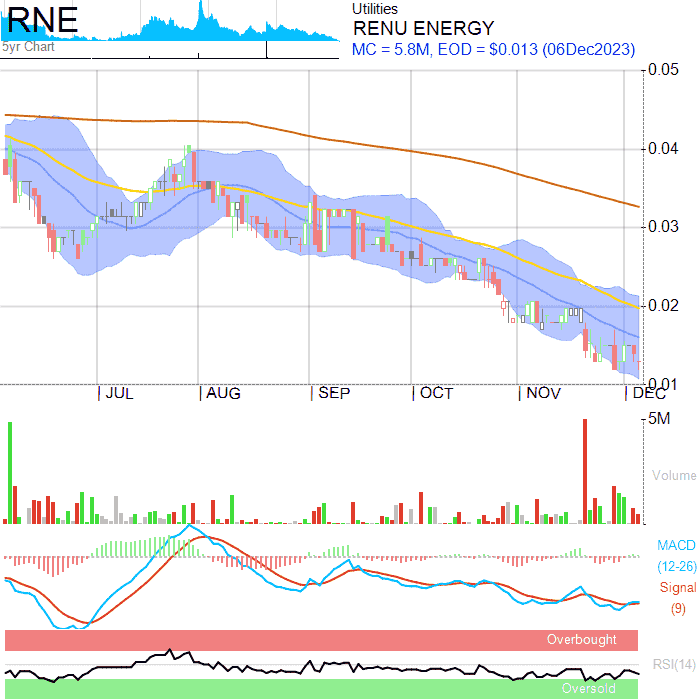 RNE
5yr Chart
Utilities
RENU ENERGY
MC = 5.8M, EOD = $0.013 (06Dec2023)
0.05
0.04
0.03
0.02
0.01
JUL AUG SEP OCT NOV DEC
5M
Volume
MACD
(12-26)
Signal
(9)
Overbought
RSI(14)
Oversold